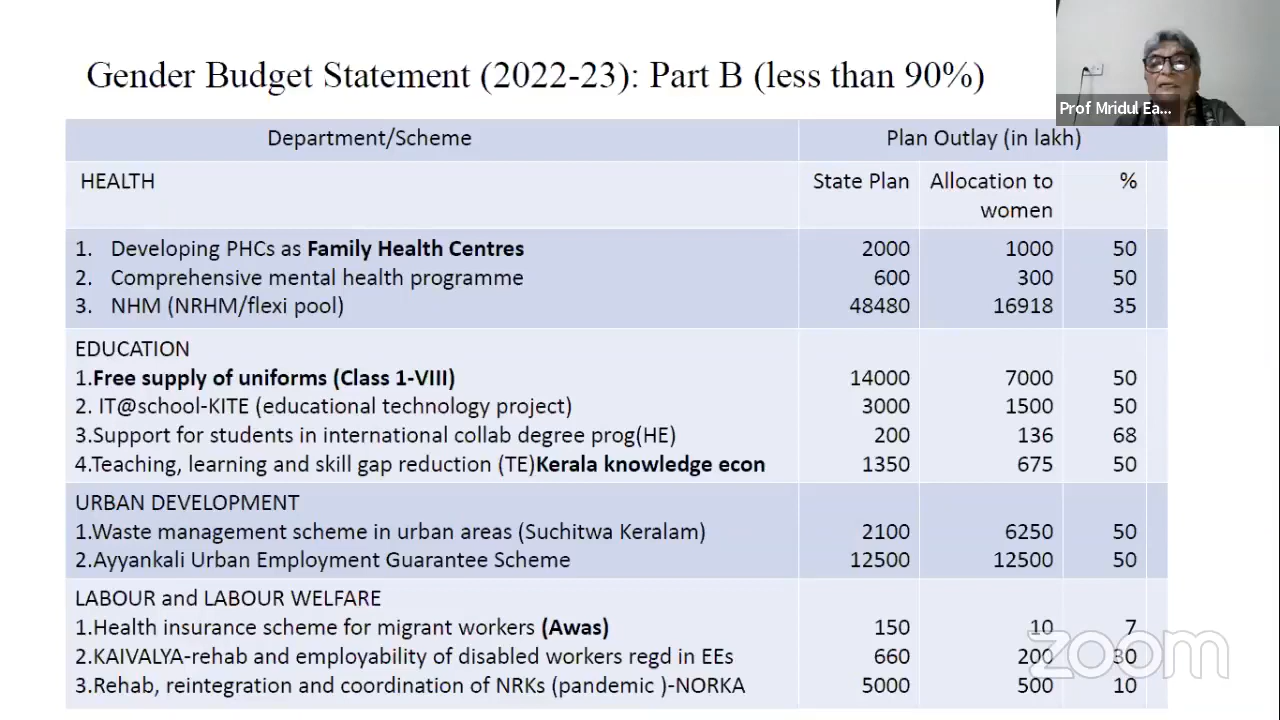 Gender Budget Statement (2022-23): Part B (less than 90%)
Prof Mridul Ea...
Department/Scheme Plan Outlay (in lakh)
HEALTH State Plan Allocation to women %
1. Developing PHCs as Family Health Centres 2000 1000 50
2. Comprehensive mental health programme 600 300 50
3. NHM (NRHM/flexi pool) 48480 16918 35
EDUCATION
1.Free supply of uniforms (Class 1-VIII) 14000 7000 50
2. IT@school-KITE (educational technology project) 3000 1500 50
3.Support for students in international collab degree prog(HE) 200 136 68
4.Teaching, learning and skill gap reduction (TE)Kerala knowledge econ 1350 675 50
URBAN DEVELOPMENT
1.Waste management scheme in urban areas (Suchitwa Keralam) 2100 6250 50
2.Ayyankali Urban Employment Guarantee Scheme 12500 12500 50
LABOUR and LABOUR WELFARE
1.Health insurance scheme for migrant workers (Awas) 150 10 7
2.KAIVALYA-rehab and employability of disabled workers regd in EEs 660 200 30
3.Rehab, reintegration and coordination of NRKs (pandemic )-NORKA 5000 500 10
zoom